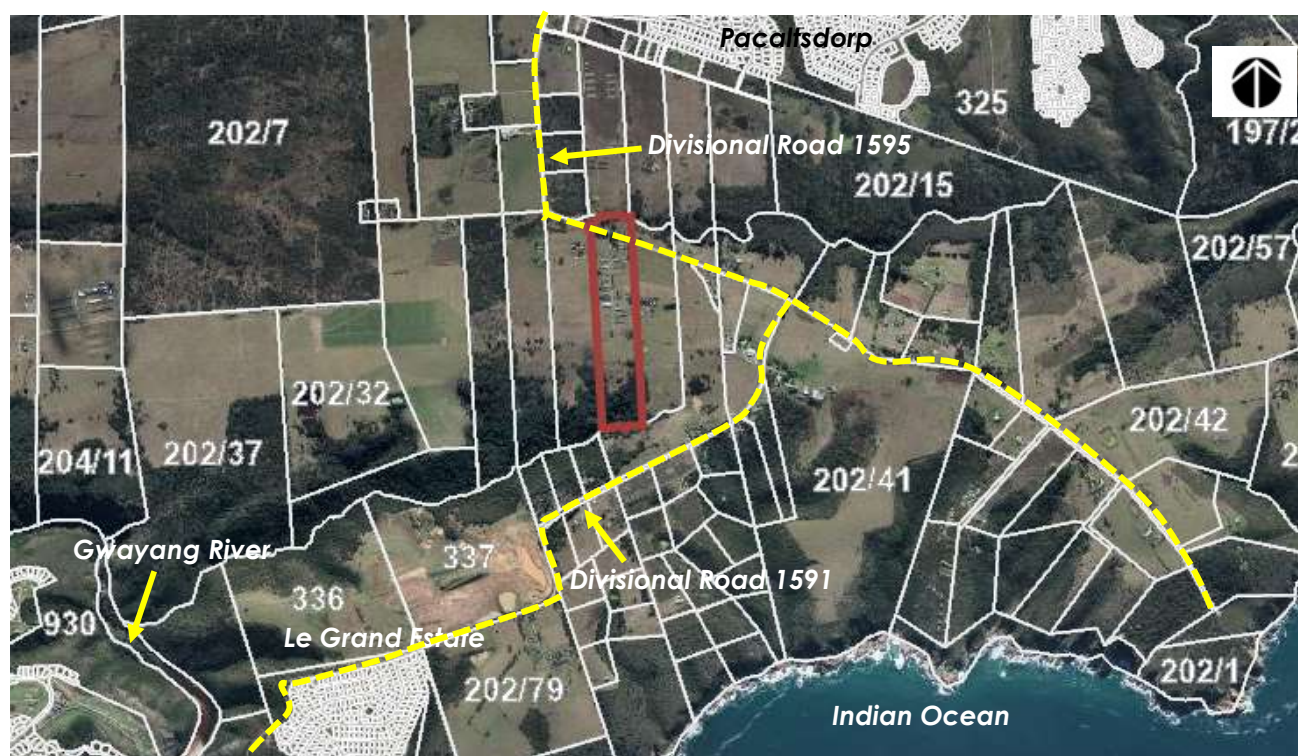 Pacaltsdorp
325
202/7
197/2
Divisional Road 1595
202/15
202/57
202/32
202/42
204/11
202/37
202/41
2
Gwayang River
337
Divisional Road 1591
336
930
Le Grand Estate
202/79
202/1
Indian Ocean